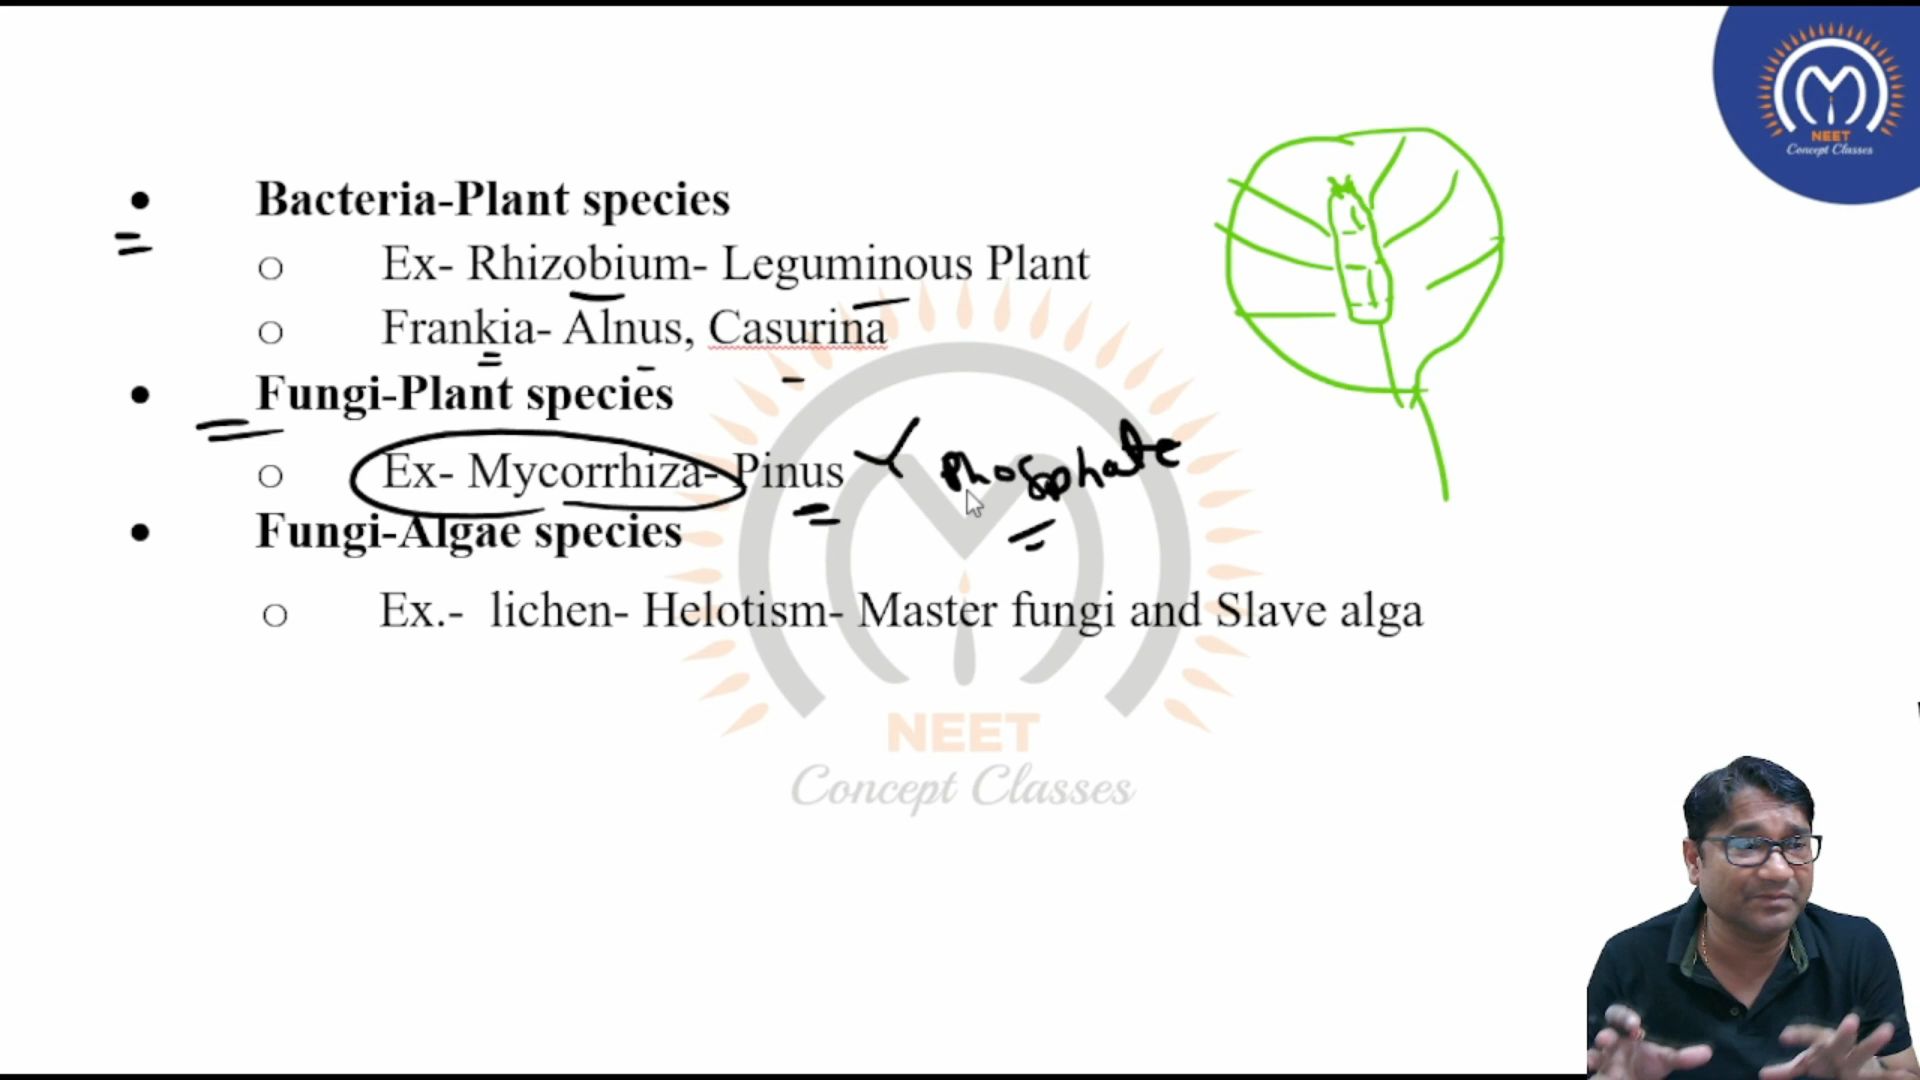 NEET
Concept Classes
• Bacteria-Plant species
o Ex- Rhizobium- Leguminous Plant
o Frankia- Alnus, Casurina
• Fungi-Plant species
o Ex- Mycorrhiza- Pinus Phosphate
• Fungi-Algae species
o Ex.- lichen- Helotism- Master fungi and Slave alga
NEET
Concept Classes